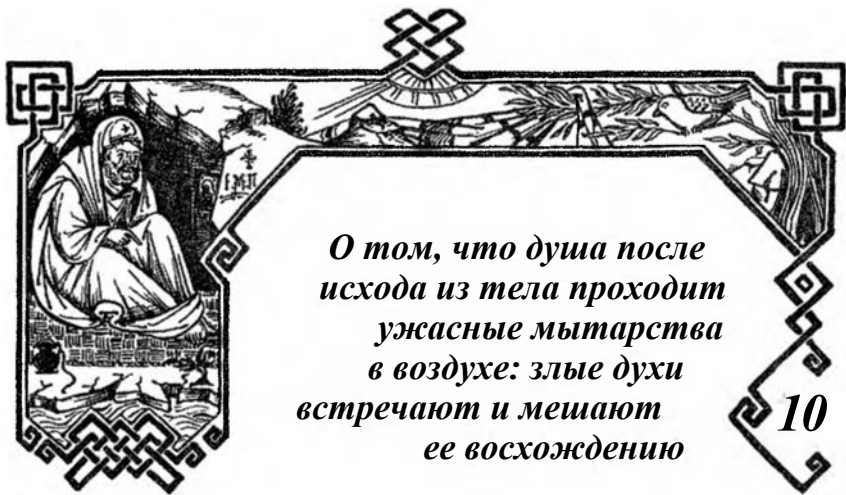 О том, что душа после
исхода из тела проходит
ужасные мытарства
в воздухе: злые духи
встречают и мешают
ее восхождению
10